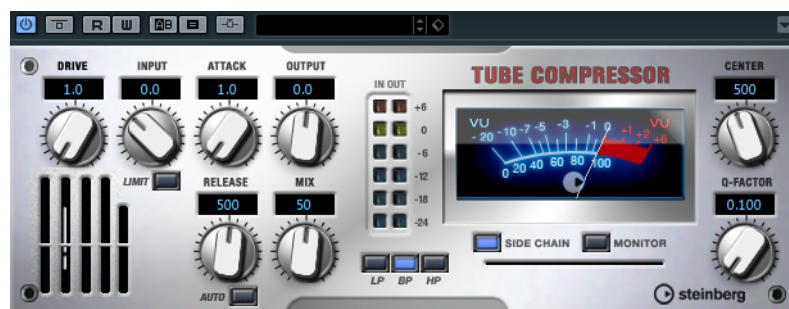 R W AB
DRIVE INPUT ATTACK OUTPUT
1.0 0.0 1.0 0.0
LIMIT
RELEASE MIX
500 50
AUTO
IN OUT
+6
0
-6
-12
-18
-24
LP BP HP
TUBE COMPRESSOR
VU VU
- 20 -10 -7 -5 -3 -1 0 +1 +2 +6
0 20 40 60 80 100
SIDE CHAIN MONITOR
CENTER
500
Q-FACTOR
0.100
steinberg